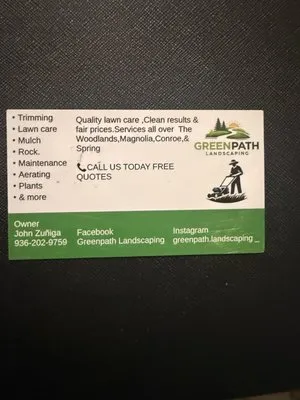 • Trimming
• Lawn care
• Mulch
• Rock.
• Maintenance
• Aerating
• Plants
• & more
Quality lawn care ,Clean results &
fair prices.Services all over The
Woodlands,Magnolia,Conroe,&
Spring
CALL US TODAY FREE
QUOTES
GREENPATH
LANDSCAPING
Owner
John Zuñiga
936-202-9759
Facebook
Greenpath Landscaping
Instagram
greenpath.landscaping_